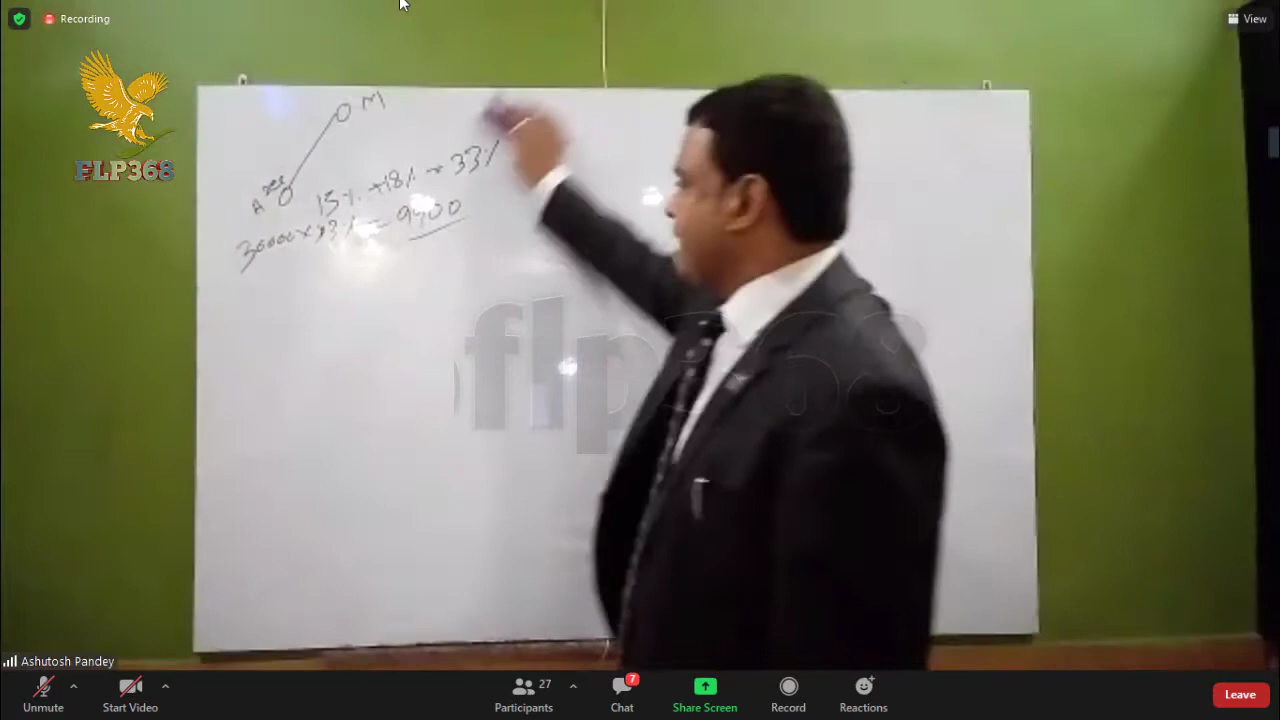 Recording
View
FLP368
M
A
15% + 18% = 33%
30000 x 33% = 9900
flp368
Ashutosh Pandey
27
7
Unmute
Start Video
Participants
Chat
Share Screen
Record
Reactions
Leave